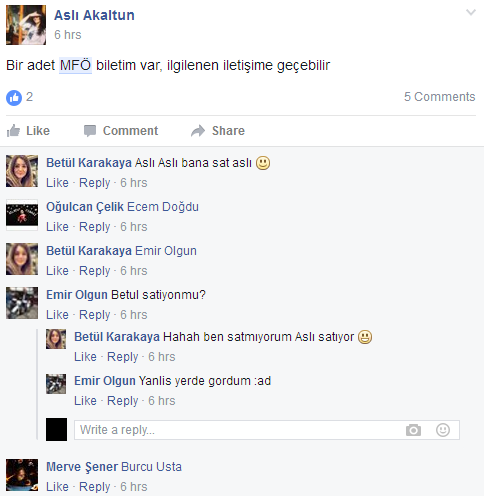 Aslı Akaltun
6 hrs
Bir adet MFÖ biletim var, ilgilenen iletişime geçebilir
2
5 Comments
Like Comment Share
Betül Karakaya Aslı Aslı bana sat aslı
Like · Reply · 6 hrs
Oğulcan Çelik Ecem Doğdu
Like · Reply · 6 hrs
Betül Karakaya Emir Olgun
Like · Reply · 6 hrs
Emir Olgun Betul satiyonmu?
Like · Reply · 6 hrs
Betül Karakaya Hahah ben satmıyorum Aslı satıyor
Like · Reply · 6 hrs
Emir Olgun Yanlis yerde gordum :ad
Like · Reply · 6 hrs
Write a reply...
Merve Şener Burcu Usta
Like · Reply · 6 hrs